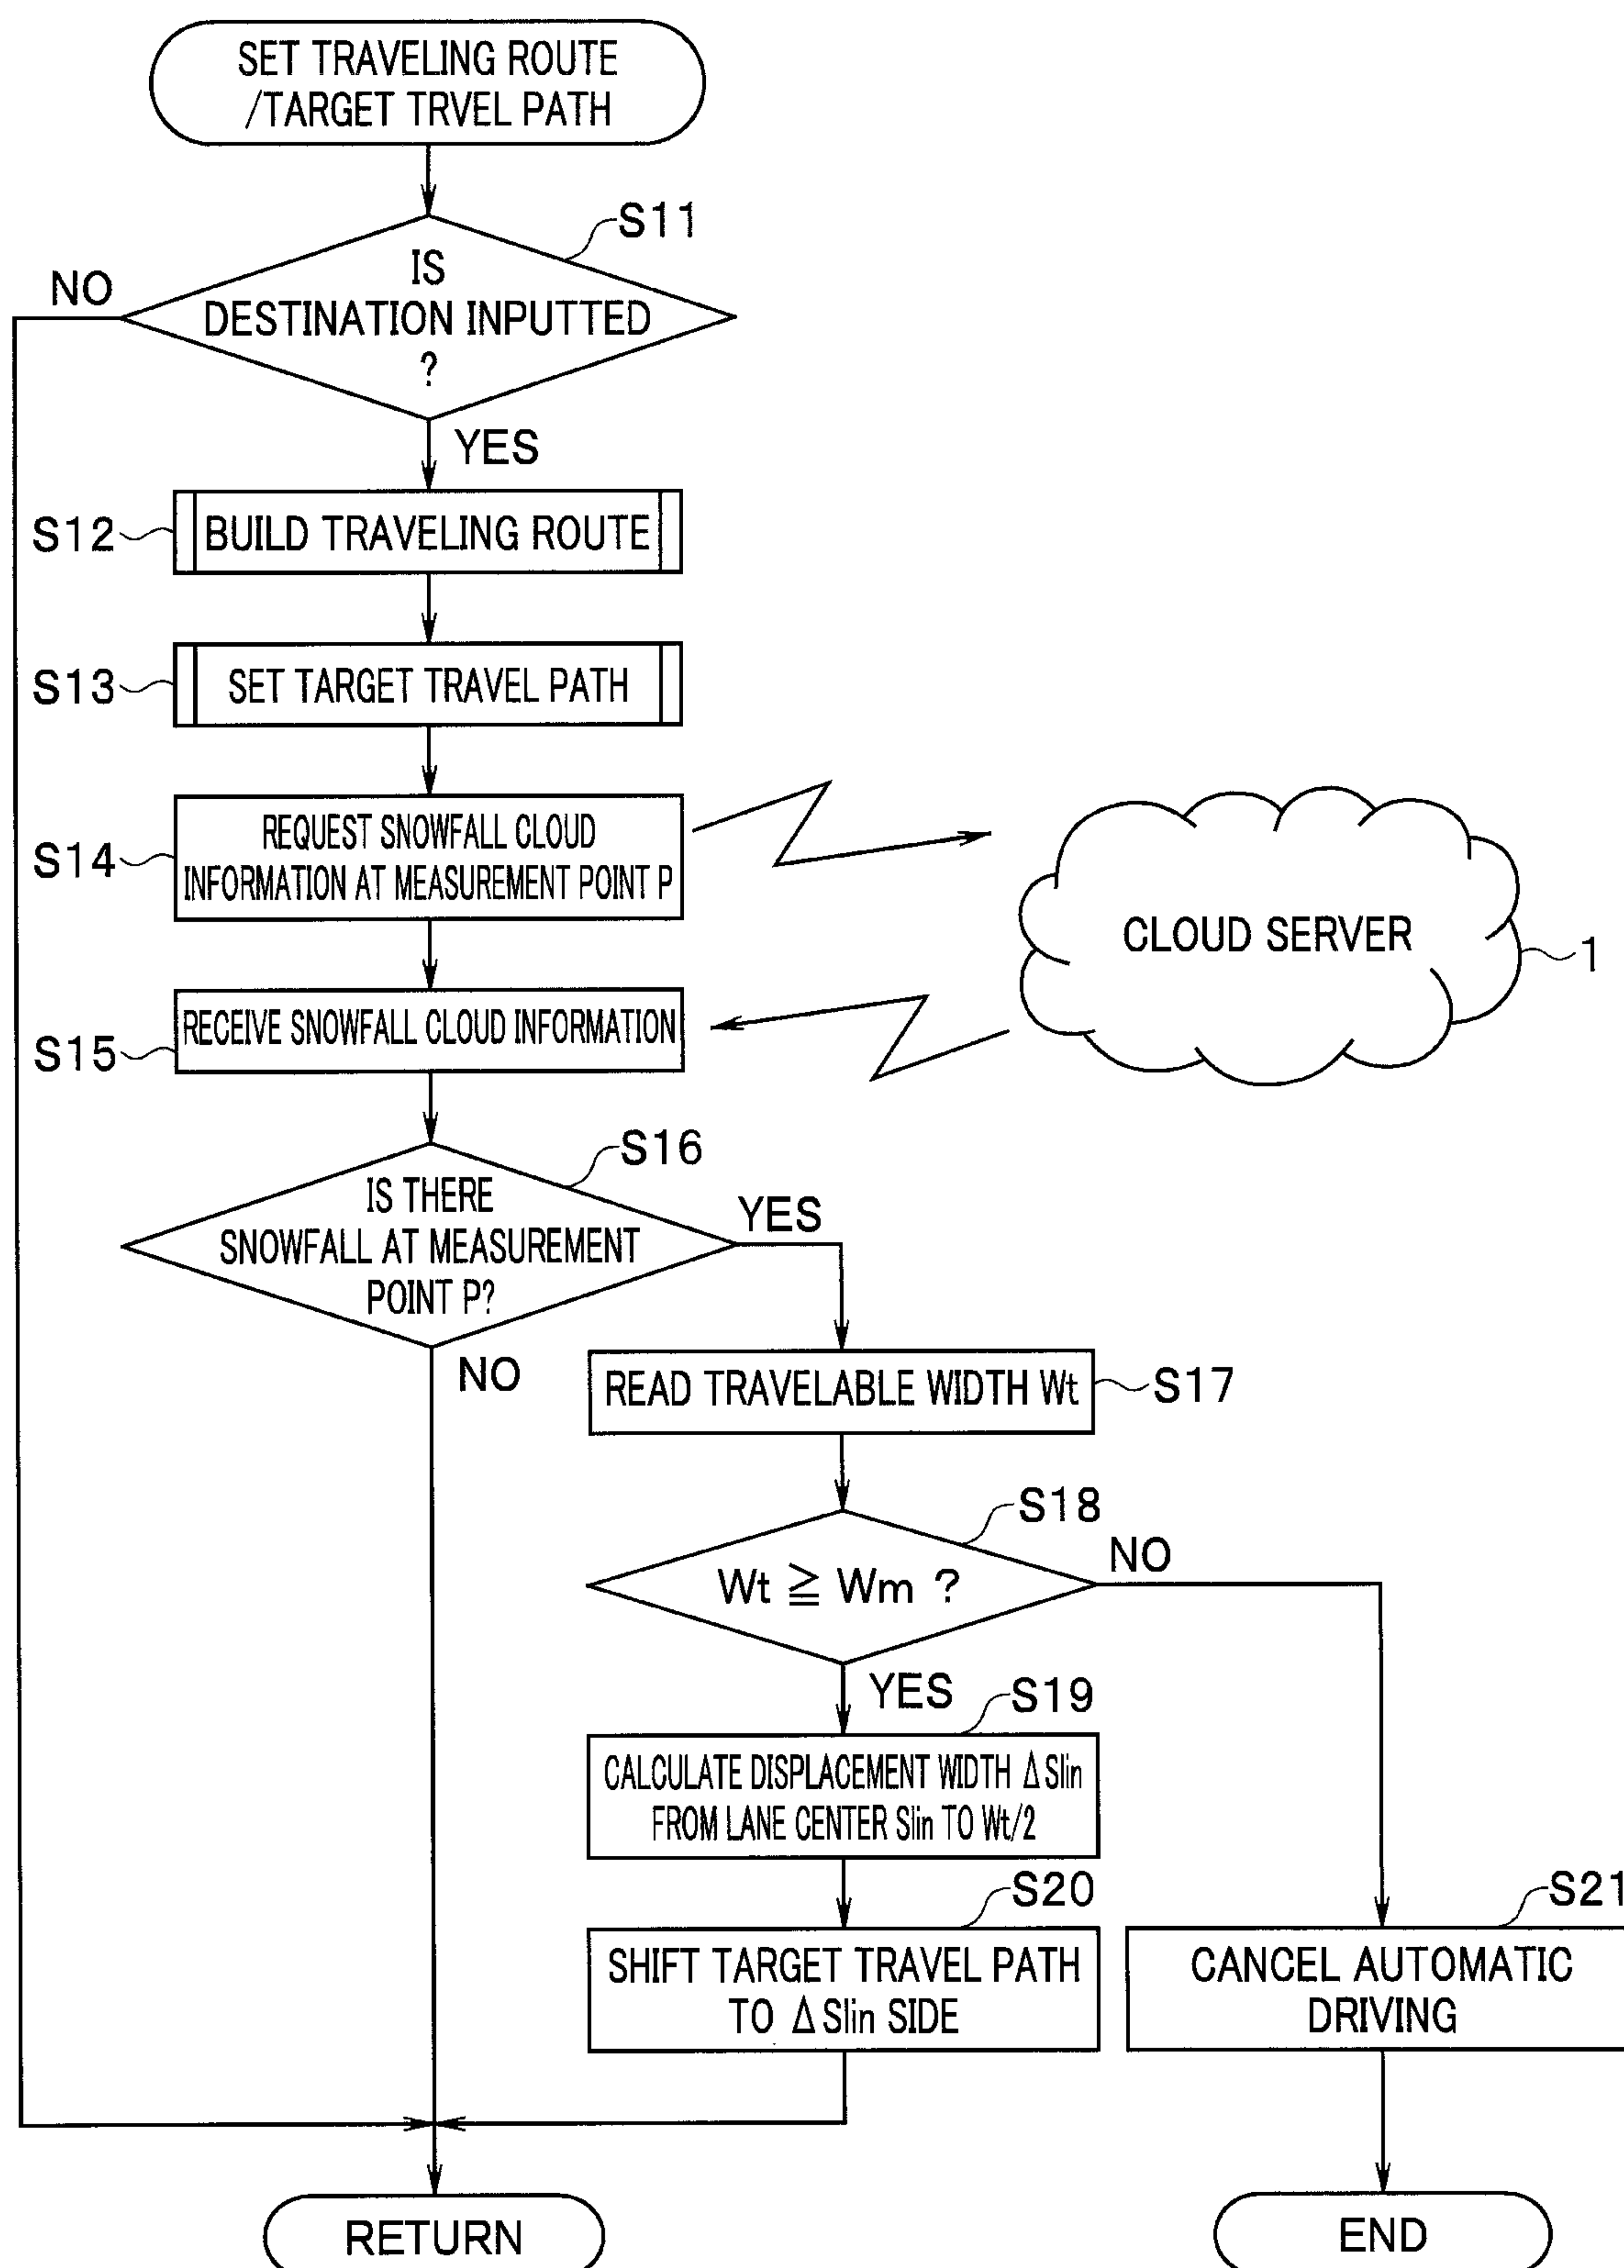 SET TRAVELING ROUTE
/TARGET TRVEL PATH
S11
IS
DESTINATION INPUTTED
?
NO
YES
S12
BUILD TRAVELING ROUTE
S13
SET TARGET TRAVEL PATH
S14
REQUEST SNOWFALL CLOUD
INFORMATION AT MEASUREMENT POINT P
CLOUD SERVER
1
S15
RECEIVE SNOWFALL CLOUD INFORMATION
S16
IS THERE
SNOWFALL AT MEASUREMENT
POINT P?
YES
NO
READ TRAVELABLE WIDTH Wt
S17
S18
Wt ≧ Wm ?
NO
YES
S19
CALCULATE DISPLACEMENT WIDTH ΔSlin
FROM LANE CENTER Slin TO Wt/2
S20
SHIFT TARGET TRAVEL PATH
TO ΔSlin SIDE
S21
CANCEL AUTOMATIC
DRIVING
RETURN
END